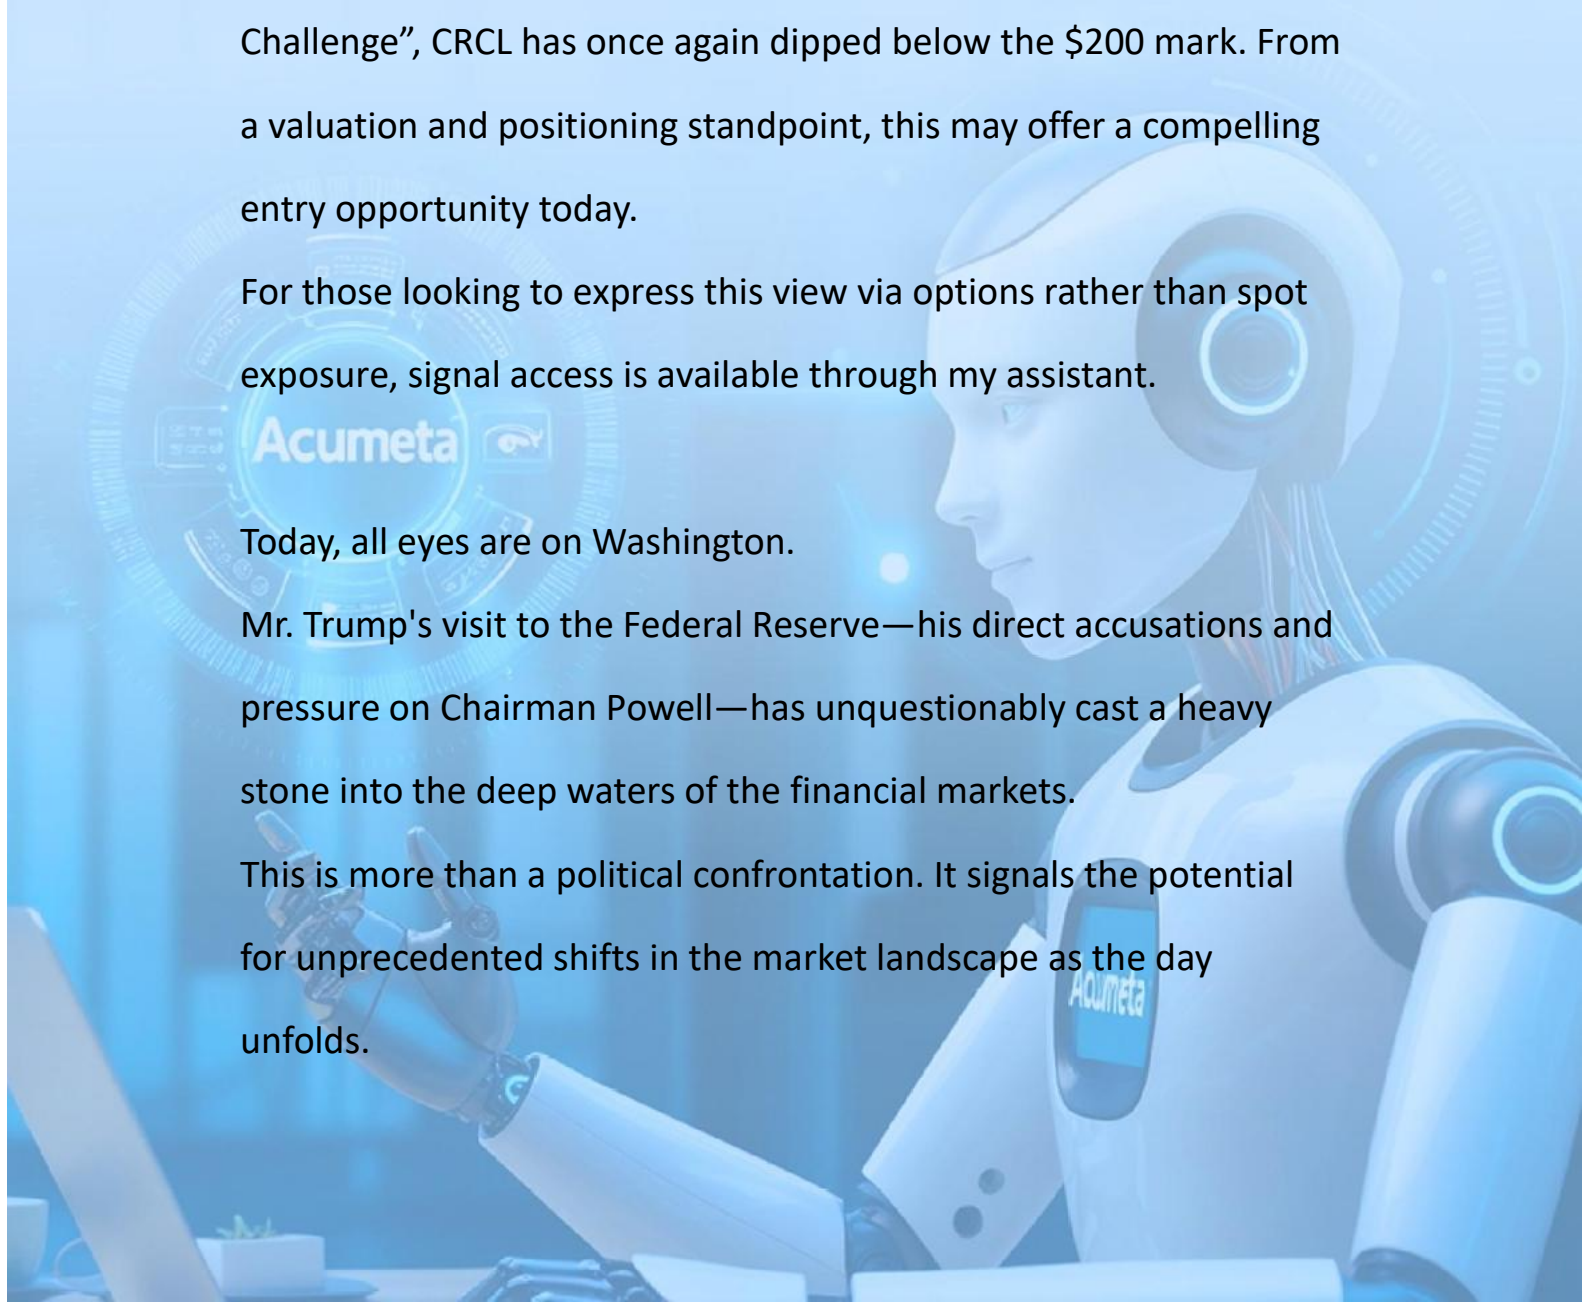 Challenge”, CRCL has once again dipped below the $200 mark. From
a valuation and positioning standpoint, this may offer a compelling
entry opportunity today.
For those looking to express this view via options rather than spot
exposure, signal access is available through my assistant.
Acumeta
Today, all eyes are on Washington.
Mr. Trump's visit to the Federal Reserve—his direct accusations and
pressure on Chairman Powell—has unquestionably cast a heavy
stone into the deep waters of the financial markets.
This is more than a political confrontation. It signals the potential
for unprecedented shifts in the market landscape as the day
Acumeta
unfolds.